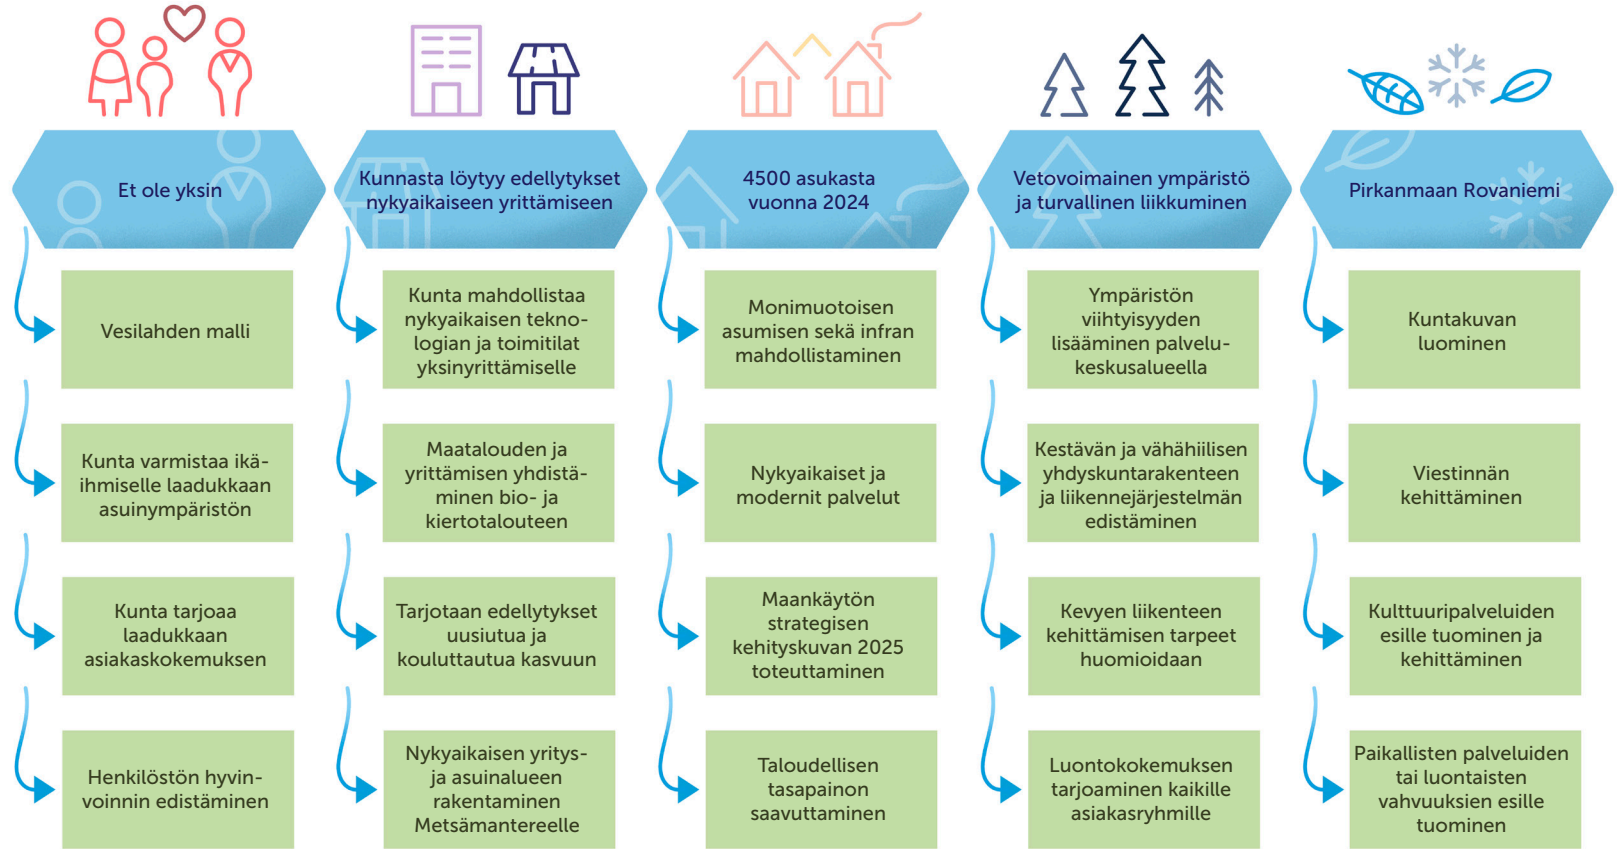 Et ole yksin
Vesilahden malli
Kunta varmistaa ikä-
ihmiselle laadukkaan
asuinympäristön
Kunta tarjoaa
laadukkaan
asiakaskokemuksen
Henkilöstön hyvin-
voinnin edistäminen
Kunnasta löytyy edellytykset
nykyaikaiseen yrittämiseen
Kunta mahdollistaa
nykyaikaisen tekno-
logian ja toimitilat
yksinyrittämiselle
Maatalouden ja
yrittämisen yhdistä-
minen bio- ja
kiertotalouteen
Tarjotaan edellytykset
uusiutua ja
kouluttautua kasvuun
Nykyaikaisen yritys-
ja asuinalueen
rakentaminen
Metsämantereelle
4500 asukasta
vuonna 2024
Monimuotoisen
asumisen sekä infran
mahdollistaminen
Nykyaikaiset ja
modernit palvelut
Maankäytön
strategisen
kehityskuvan 2025
toteuttaminen
Taloudellisen
tasapainon
saavuttaminen
Vetovoimainen ympäristö
ja turvallinen liikkuminen
Ympäristön
viihtyisyyden
lisääminen palvelu-
keskusalueella
Kestävän ja vähähiilisen
yhdyskuntarakenteen
ja liikennejärjestelmän
edistäminen
Kevyen liikenteen
kehittämisen tarpeet
huomioidaan
Luontokokemuksen
tarjoaminen kaikille
asiakasryhmille
Pirkanmaan Rovaniemi
Kuntakuvan
luominen
Viestinnän
kehittäminen
Kulttuuripalveluiden
esille tuominen ja
kehittäminen
Paikallisten palveluiden
tai luontaisten
vahvuuksien esille
tuominen